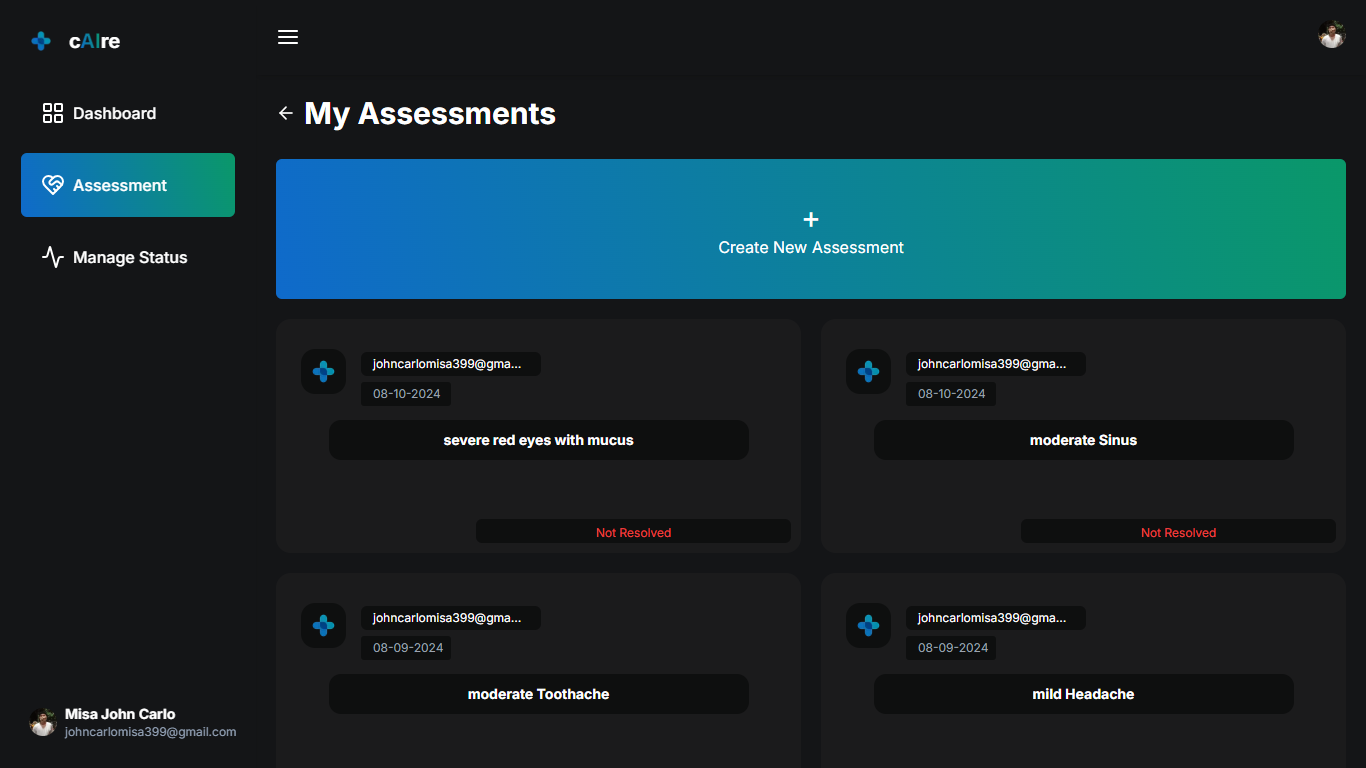 cAIre
Dashboard
Assessment
Manage Status
Misa John Carlo
johncarlomisa399@gmail.com
My Assessments
+
Create New Assessment
johncarlomisa399@gma...
08-10-2024
severe red eyes with mucus
Not Resolved
johncarlomisa399@gma...
08-10-2024
moderate Sinus
Not Resolved
johncarlomisa399@gma...
08-09-2024
moderate Toothache
johncarlomisa399@gma...
08-09-2024
mild Headache